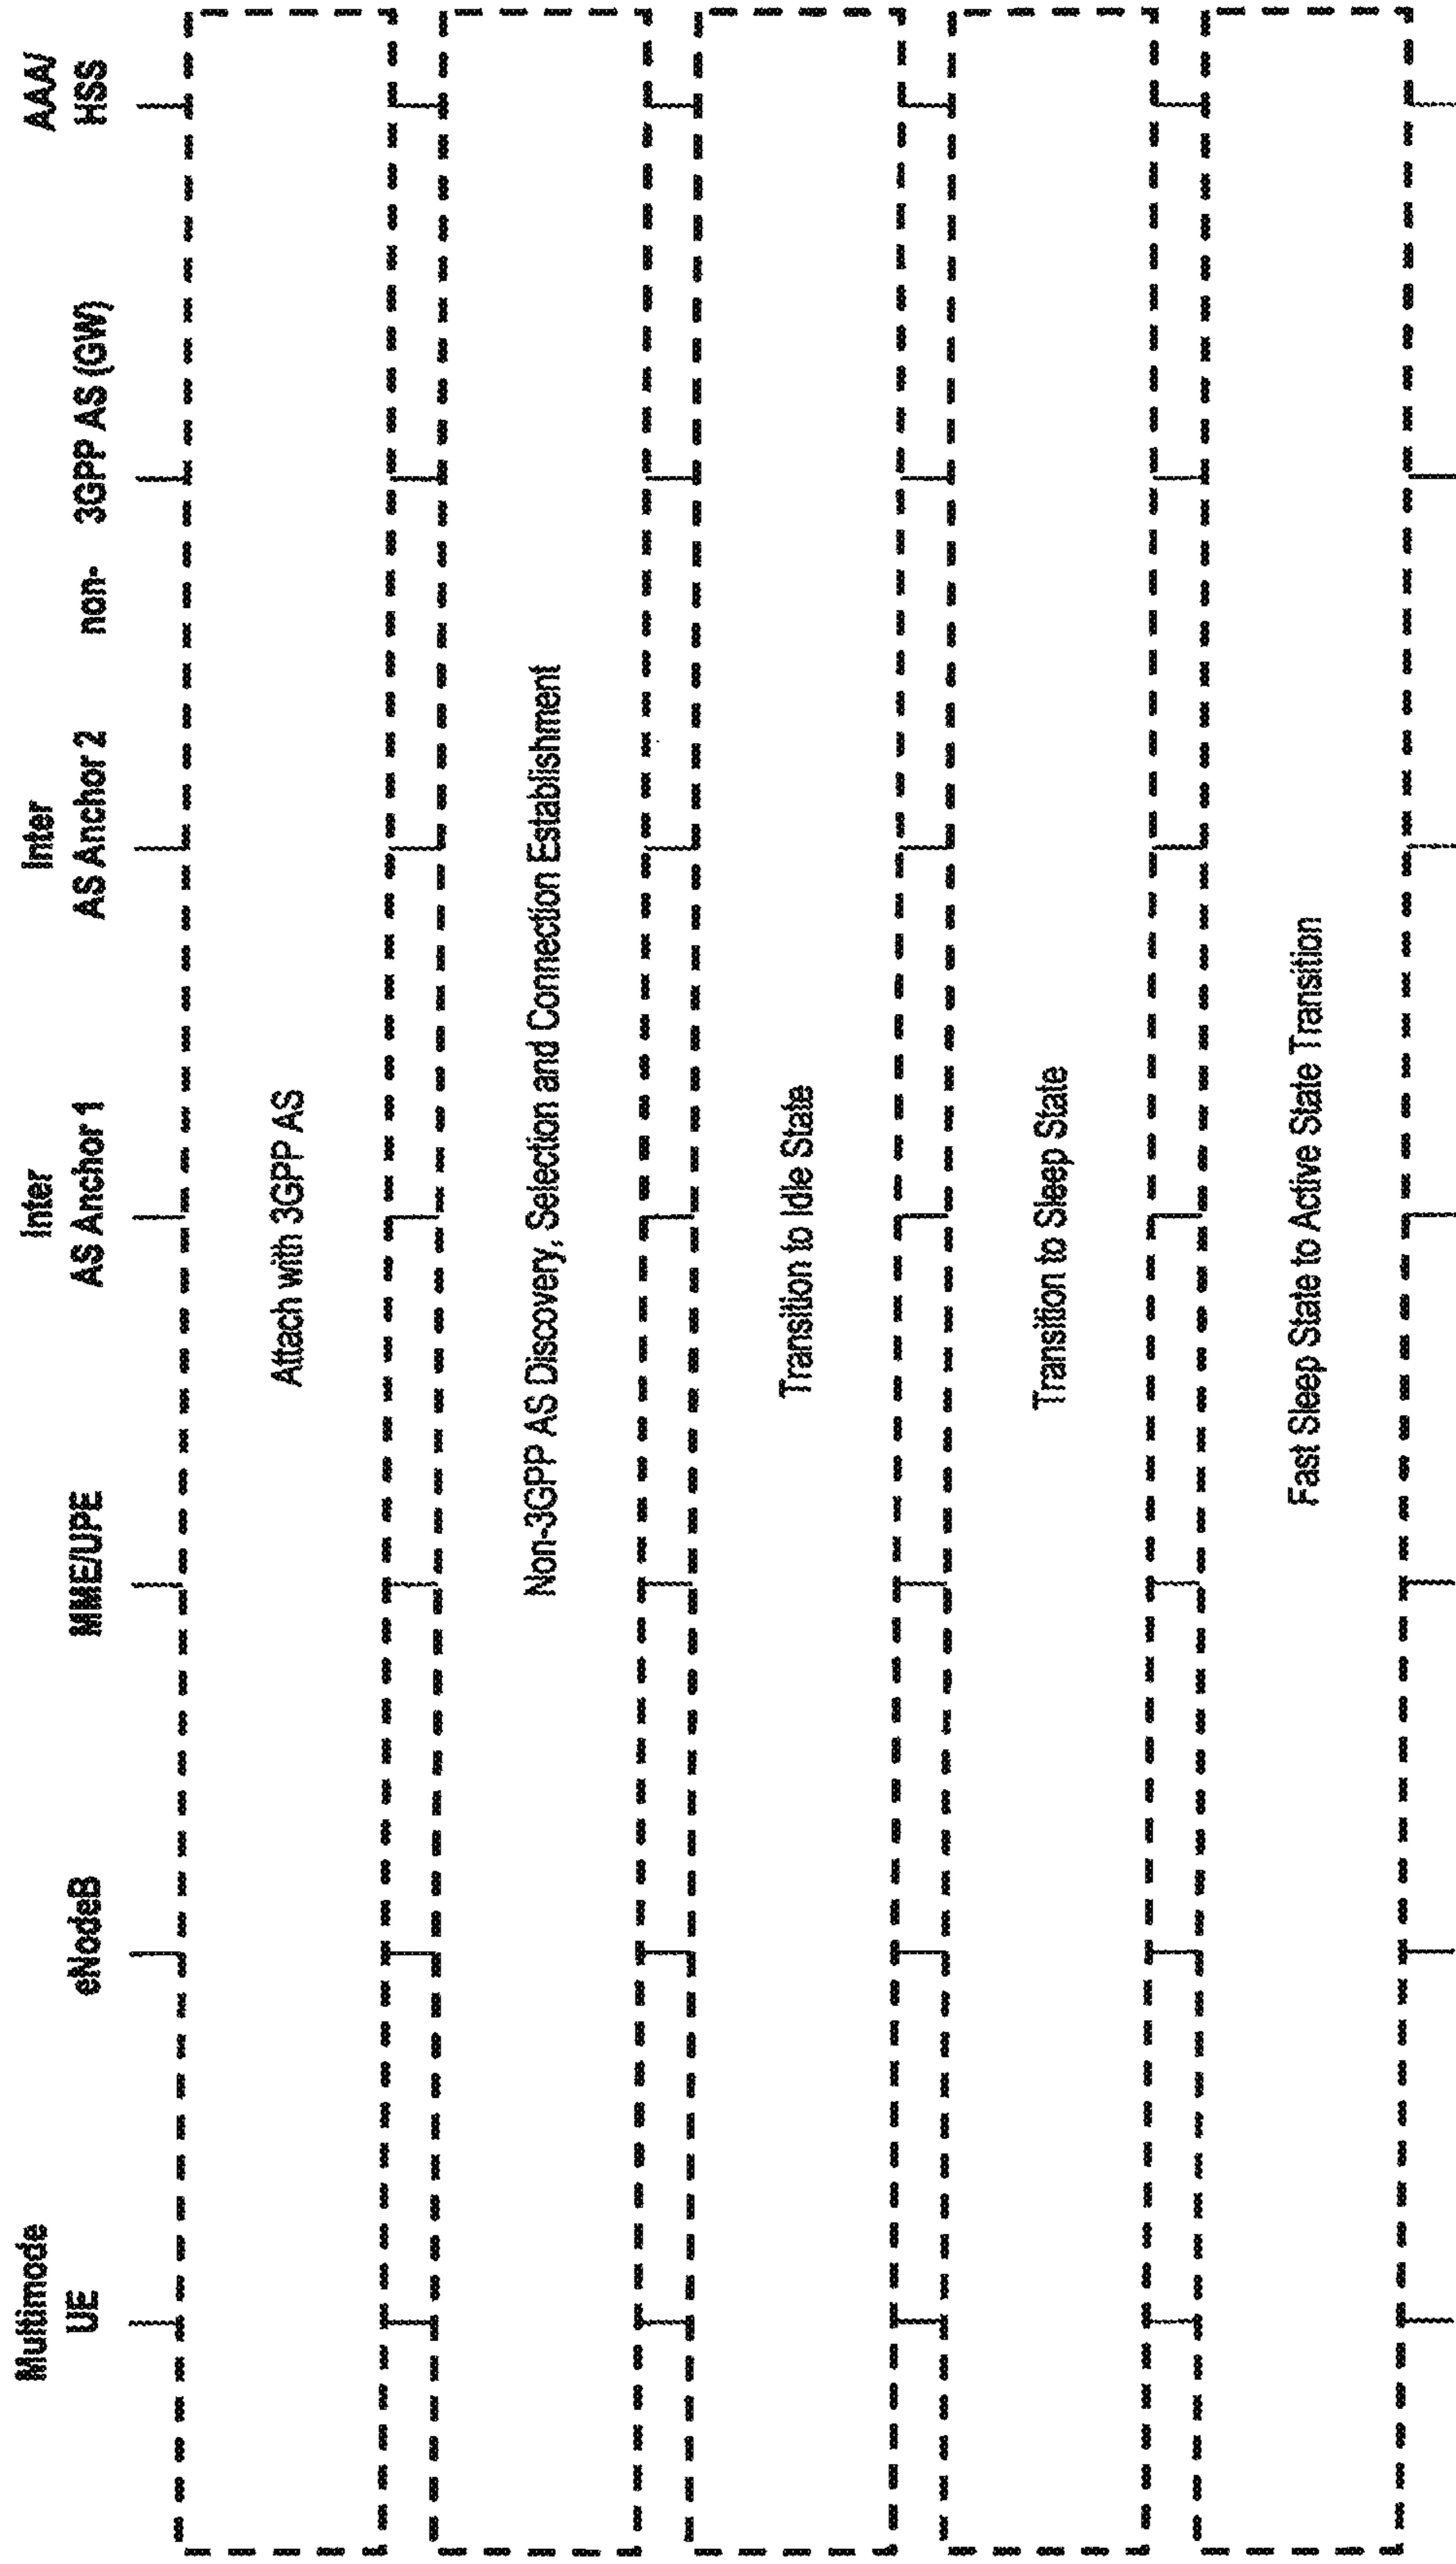 Multimode
UE
eNodeB
MME/UPE
Inter
AS Anchor 1
Inter
AS Anchor 2
non- 3GPP AS (GW)
AAA/
HSS
Attach with 3GPP AS
Non-3GPP AS Discovery, Selection and Connection Establishment
Transition to Idle State
Transition to Sleep State
Fast Sleep State to Active State Transition